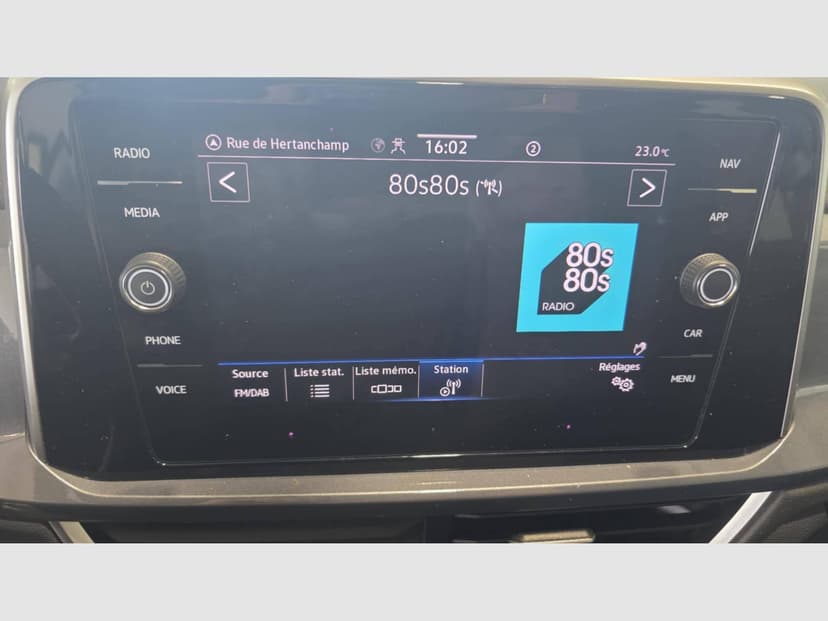 RADIO
MEDIA
PHONE
VOICE
Rue de Hertanchamp
16:02
2
23.0°C
80s80s
80s
80s
RADIO
Source
FM/DAB
Liste stat.
Liste mémo.
Station
Réglages
NAV
APP
CAR
MENU